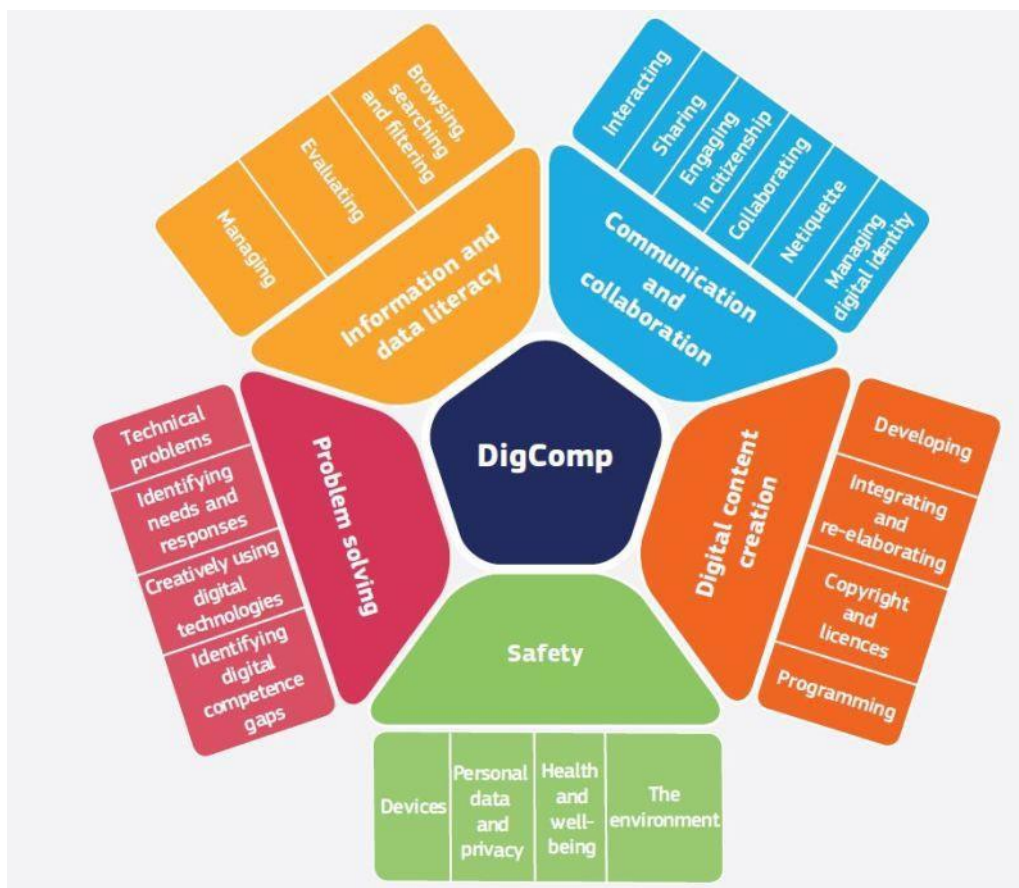 Browsing,
searching
and filtering
Evaluating
Managing
Information and
data literacy
Interacting
Sharing
Engaging
in citizenship
Collaborating
Netiquette
Managing
digital identity
Communication
and
collaboration
DigComp
Developing
Integrating
and
re-elaborating
Copyright
and
licences
Programming
Digital content
creation
Safety
Devices
Personal
data
and
privacy
Health
and
well-
being
The
environment
Problem solving
Technical
problems
Identifying
needs and
responses
Creatively using
digital
technologies
Identifying
digital
competence
gaps